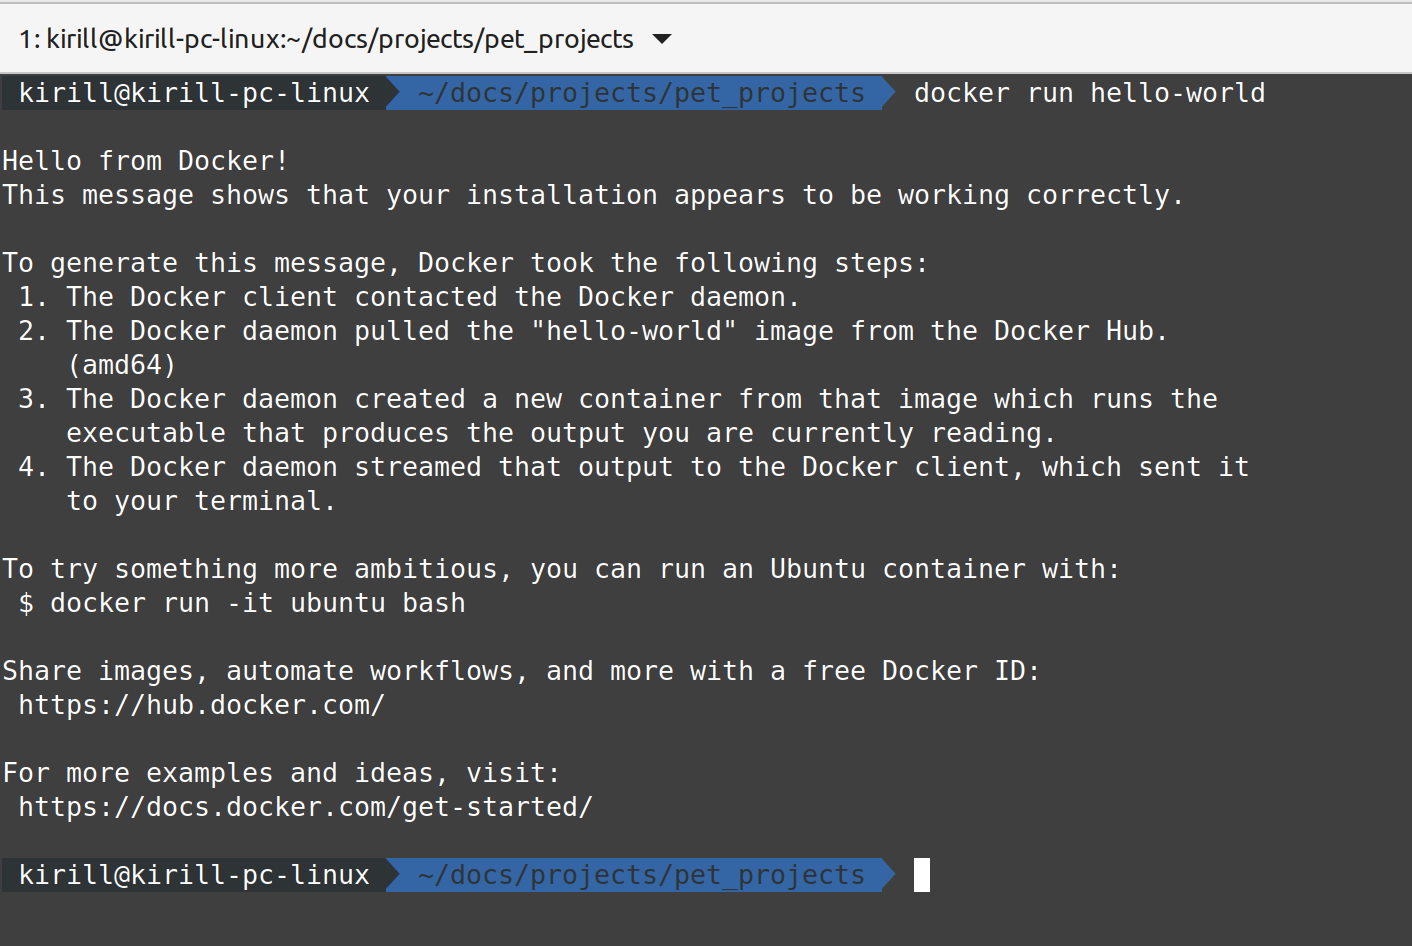 1: kirill@kirill-pc-linux:~/docs/projects/pet_projects
kirill@kirill-pc-linux ~/docs/projects/pet_projects docker run hello-world
Hello from Docker!
This message shows that your installation appears to be working correctly.
To generate this message, Docker took the following steps:
1. The Docker client contacted the Docker daemon.
2. The Docker daemon pulled the "hello-world" image from the Docker Hub.
(amd64)
3. The Docker daemon created a new container from that image which runs the
executable that produces the output you are currently reading.
4. The Docker daemon streamed that output to the Docker client, which sent it
to your terminal.
To try something more ambitious, you can run an Ubuntu container with:
$ docker run -it ubuntu bash
Share images, automate workflows, and more with a free Docker ID:
https://hub.docker.com/
For more examples and ideas, visit:
https://docs.docker.com/get-started/
kirill@kirill-pc-linux ~/docs/projects/pet_projects